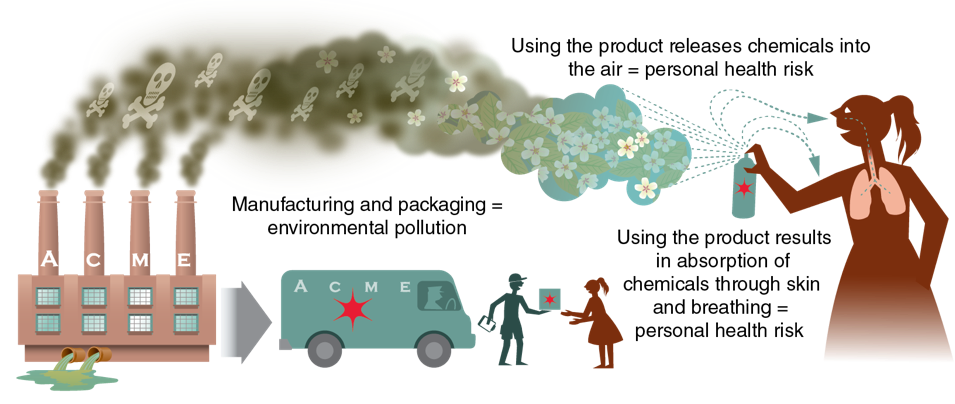 Using the product releases chemicals into
the air = personal health risk
Manufacturing and packaging =
environmental pollution
A C M E
A C M E
Using the product results
in absorption of
chemicals through skin
and breathing =
personal health risk